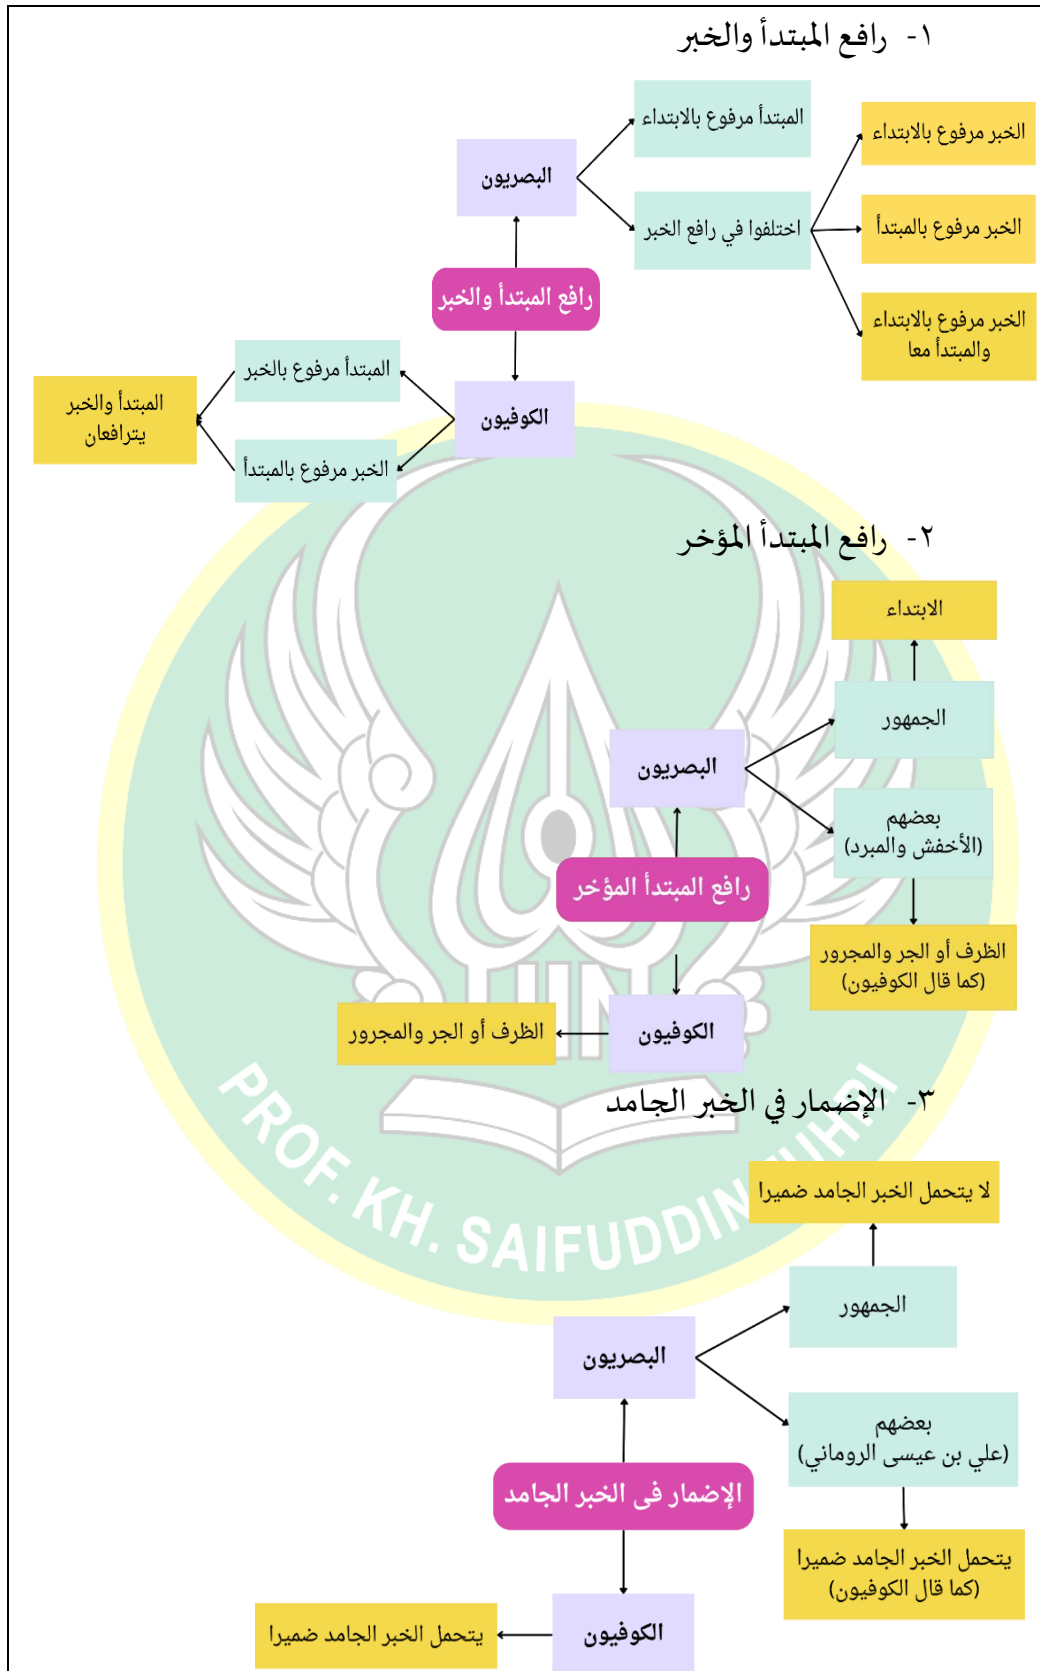 ١- رافع المبتدأ والخبر
المبتدأ مرفوع بالابتداء
الخبر مرفوع بالابتداء
البصريون
اختلفوا في رافع الخبر
الخبر مرفوع بالمبتدأ
رافع المبتدأ والخبر
الخبر مرفوع بالابتداء
والمبتدأ معا
المبتدأ مرفوع بالخبر
الكوفيون
المبتدأ والخبر
يترافعان
الخبر مرفوع بالمبتدأ
٢- رافع المبتدأ المؤخر
الابتداء
الجمهور
البصريون
بعضهم
(الأخفش والمبرد)
رافع المبتدأ المؤخر
الظرف أو الجر والمجرور
(كما قال الكوفيون)
الكوفيون
الظرف أو الجر والمجرور
UIN
PROF. KH. SAIFUDDIN ZUHRI
٣- الإضمار في الخبر الجامد
لا يتحمل الخبر الجامد ضميرا
الجمهور
البصريون
بعضهم
(علي بن عيسى الروماني)
الإضمار فى الخبر الجامد
يتحمل الخبر الجامد ضميرا
(كما قال الكوفيون)
الكوفيون
يتحمل الخبر الجامد ضميرا